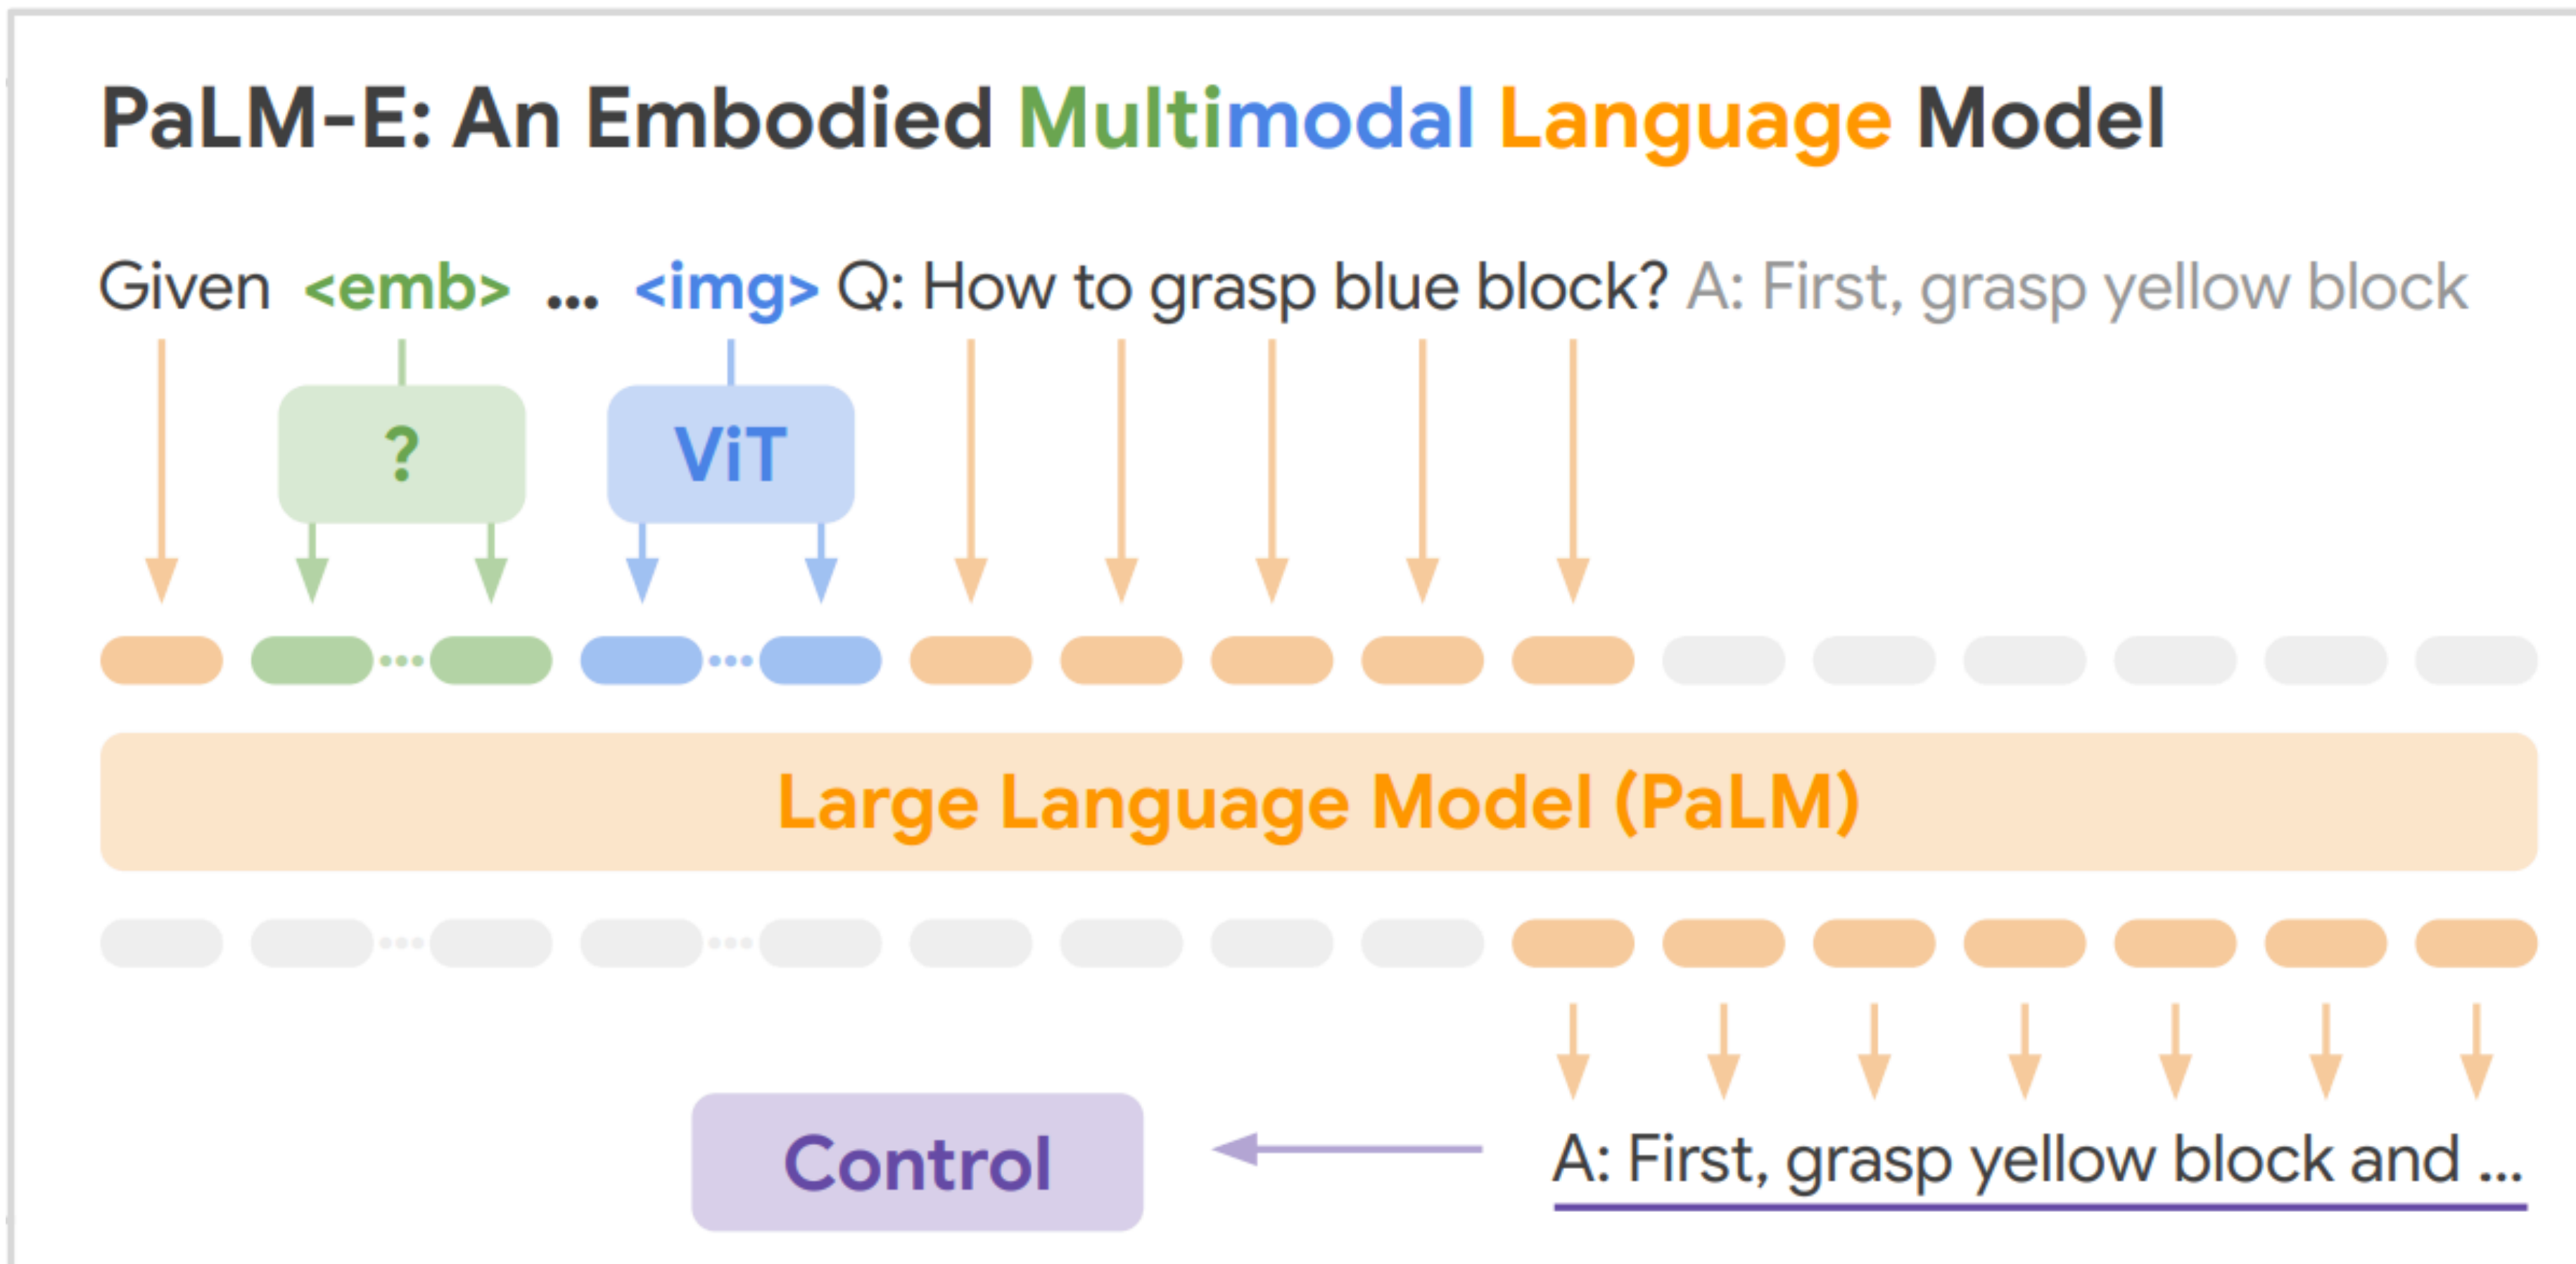 PaLM-E: An Embodied Multimodal Language Model
Given <emb> ... <img> Q: How to grasp blue block? A: First, grasp yellow block
?
ViT
Large Language Model (PaLM)
Control
A: First, grasp yellow block and ...